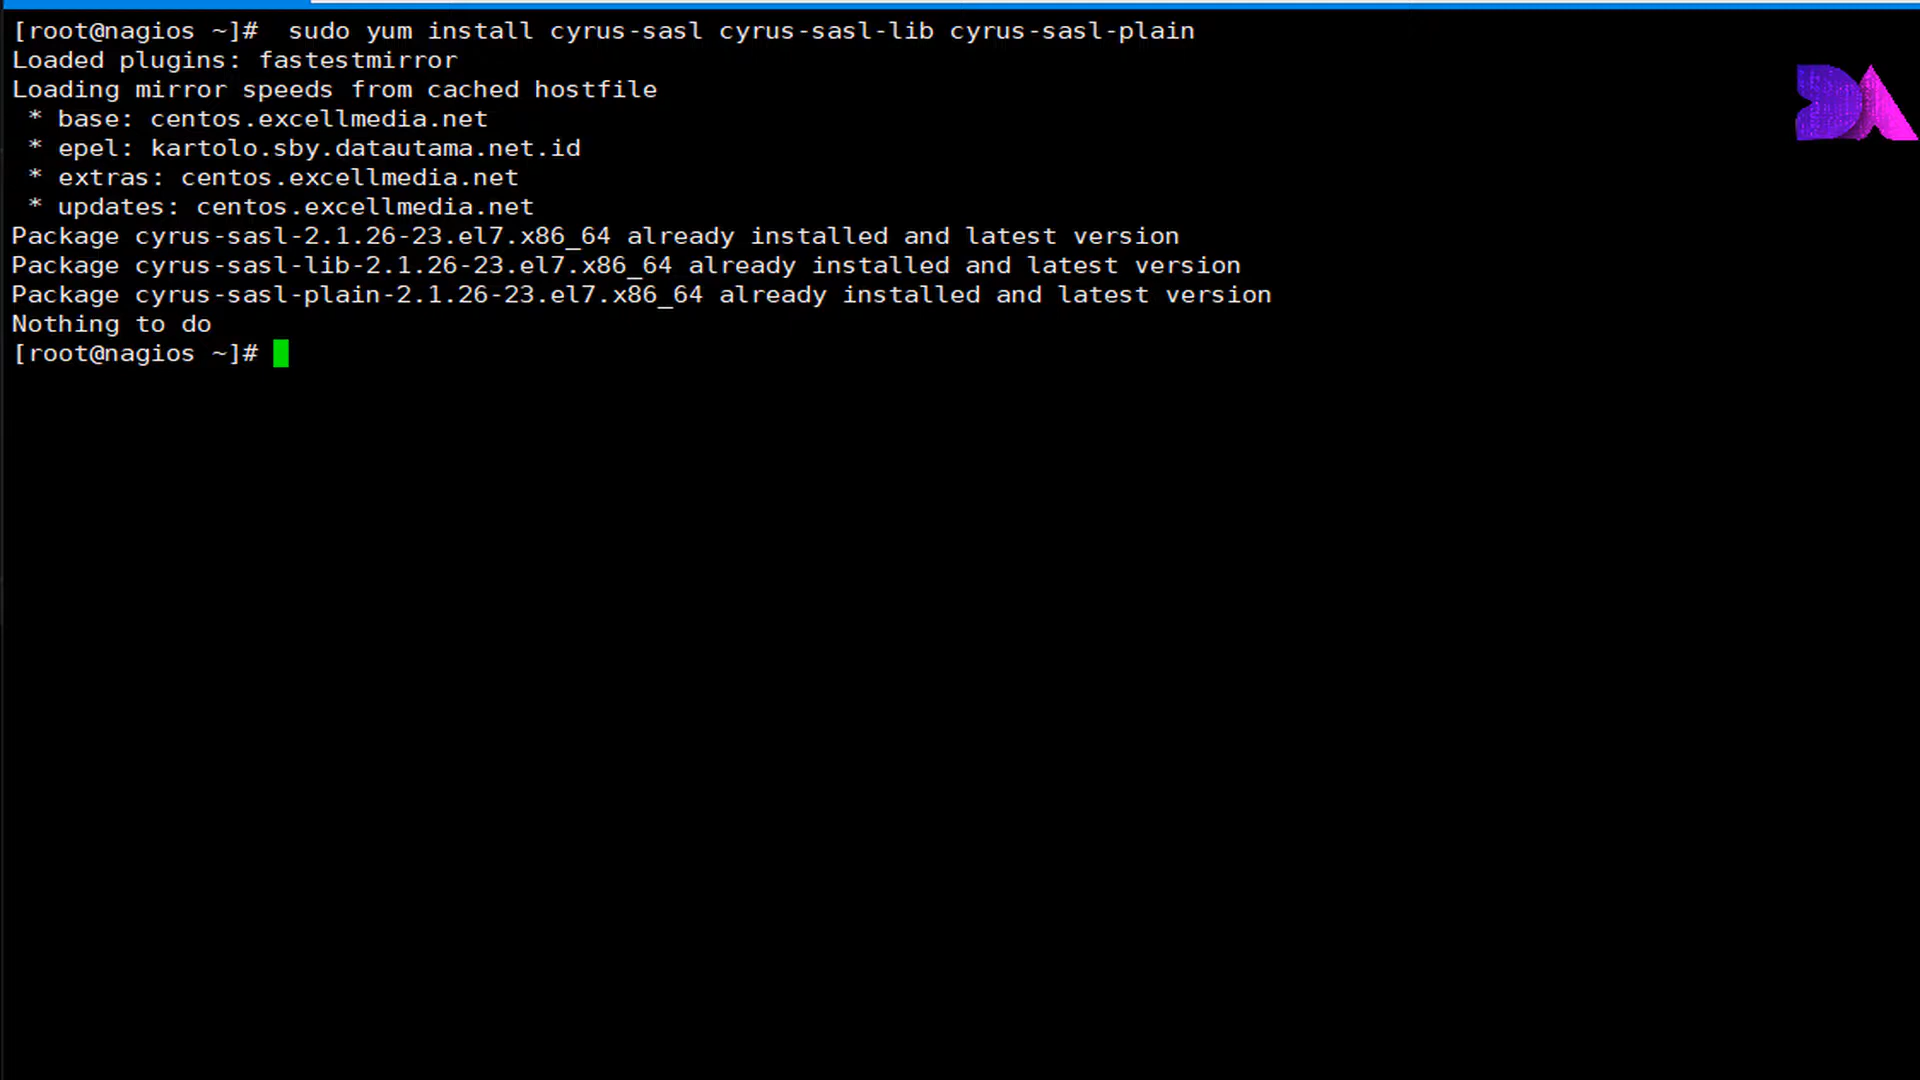 [root@nagios ~]#  sudo yum install cyrus-sasl cyrus-sasl-lib cyrus-sasl-plain
Loaded plugins: fastestmirror
Loading mirror speeds from cached hostfile
 * base: centos.excellmedia.net
 * epel: kartolo.sby.datautama.net.id
 * extras: centos.excellmedia.net
 * updates: centos.excellmedia.net
Package cyrus-sasl-2.1.26-23.el7.x86_64 already installed and latest version
Package cyrus-sasl-lib-2.1.26-23.el7.x86_64 already installed and latest version
Package cyrus-sasl-plain-2.1.26-23.el7.x86_64 already installed and latest version
Nothing to do
[root@nagios ~]#
DA